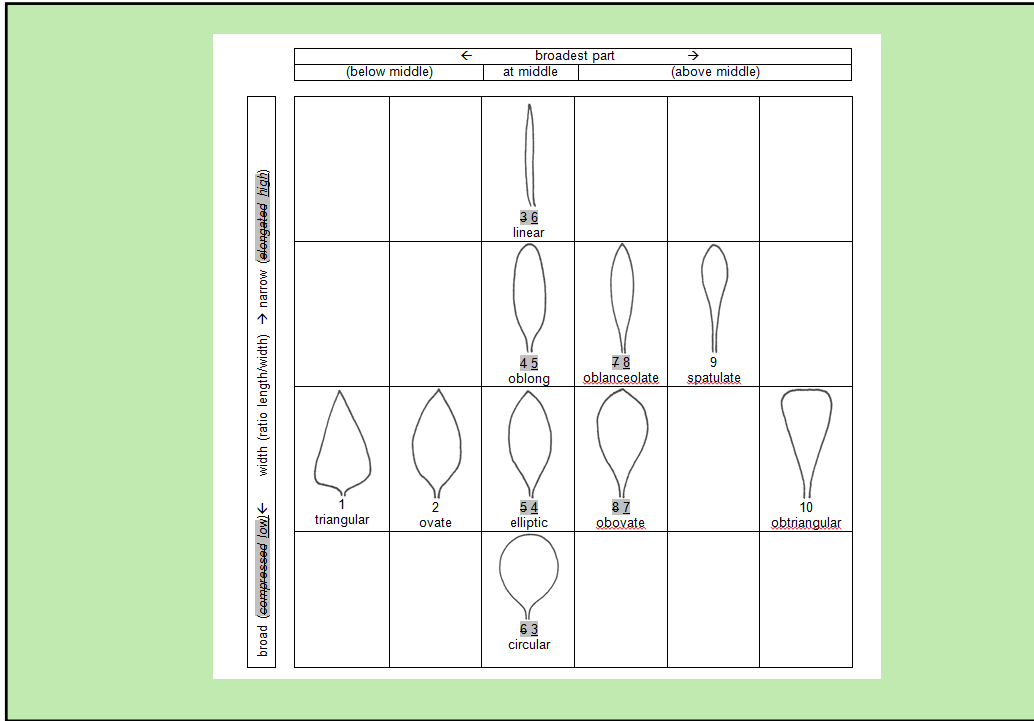 ← broadest part →
(below middle) at middle (above middle)
broad (compressed low) ← width (ratio length/width) → narrow (elongated high)
3 6
linear
4 5 7 8 9
oblong oblanceolate spatulate
1 2 5 4 8 7 10
triangular ovate elliptic obovate obtriangular
6 3
circular